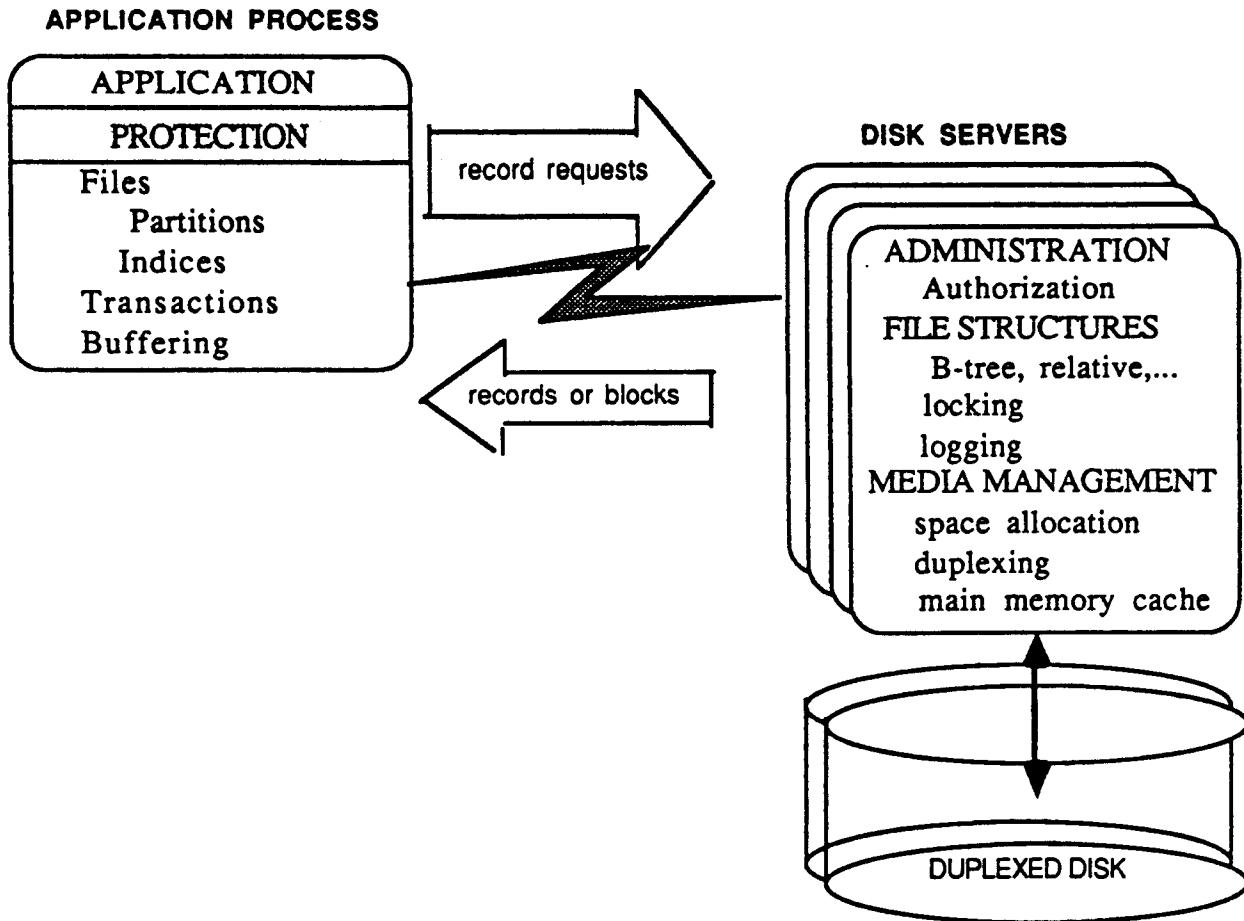 APPLICATION PROCESS
APPLICATION
PROTECTION
Files
Partitions
Indices
Transactions
Buffering
record requests
records or blocks
DISK SERVERS
ADMINISTRATION
Authorization
FILE STRUCTURES
B-tree, relative,...
locking
logging
MEDIA MANAGEMENT
space allocation
duplexing
main memory cache
DUPLEXED DISK